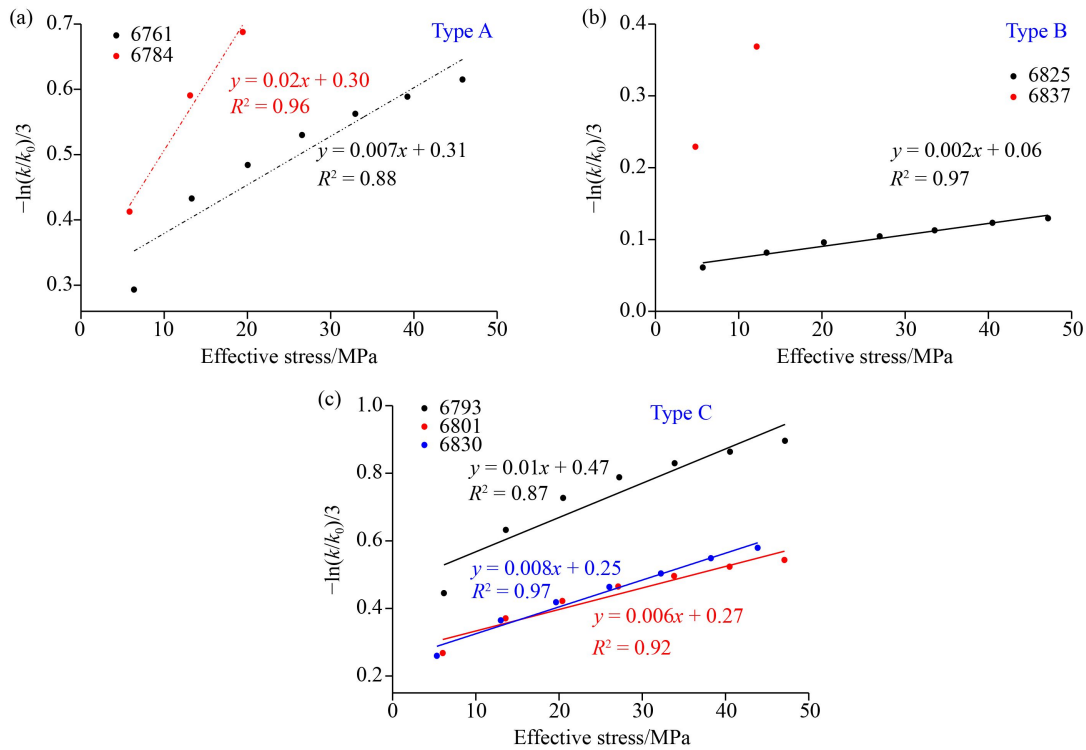 (a)
0.7
0.6
0.5
0.4
0.3
−ln(k/k₀)/3
6761
6784
Type A
y = 0.02x + 0.30
R² = 0.96
y = 0.007x + 0.31
R² = 0.88
0 10 20 30 40 50
Effective stress/MPa
(b)
0.4
0.3
0.2
0.1
0.0
−ln(k/k₀)/3
Type B
6825
6837
y = 0.002x + 0.06
R² = 0.97
0 10 20 30 40 50
Effective stress/MPa
(c)
1.0
0.8
0.6
0.4
0.2
−ln(k/k₀)/3
6793
6801
6830
Type C
y = 0.01x + 0.47
R² = 0.87
y = 0.008x + 0.25
R² = 0.97
y = 0.006x + 0.27
R² = 0.92
0 10 20 30 40 50
Effective stress/MPa